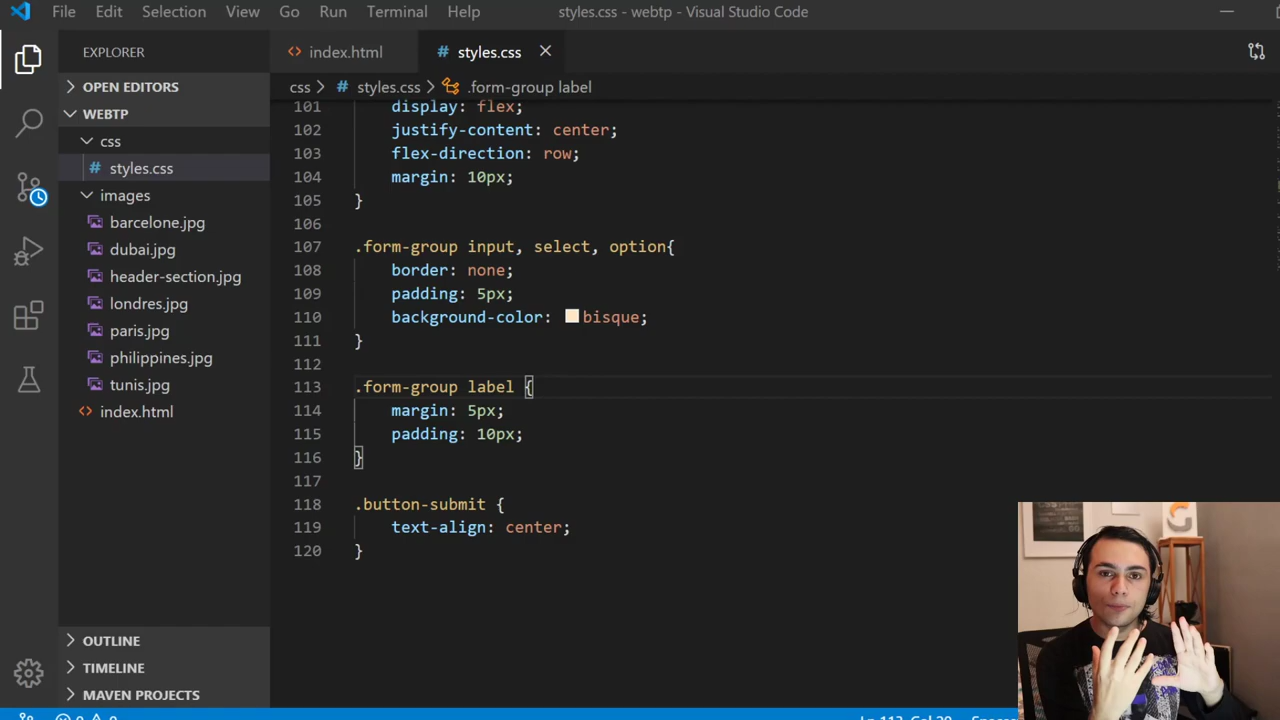 File Edit Selection View Go Run Terminal Help styles.css - webtp - Visual Studio Code
EXPLORER
OPEN EDITORS
WEBTP
css
styles.css
images
barcelone.jpg
dubai.jpg
header-section.jpg
londres.jpg
paris.jpg
philippines.jpg
tunis.jpg
index.html
OUTLINE
TIMELINE
MAVEN PROJECTS
<> index.html # styles.css
css > # styles.css > .form-group label
101 display: flex;
102 justify-content: center;
103 flex-direction: row;
104 margin: 10px;
105 }
106
107 .form-group input, select, option{
108 border: none;
109 padding: 5px;
110 background-color: bisque;
111 }
112
113 .form-group label {
114 margin: 5px;
115 padding: 10px;
116 }
117
118 .button-submit {
119 text-align: center;
120 }